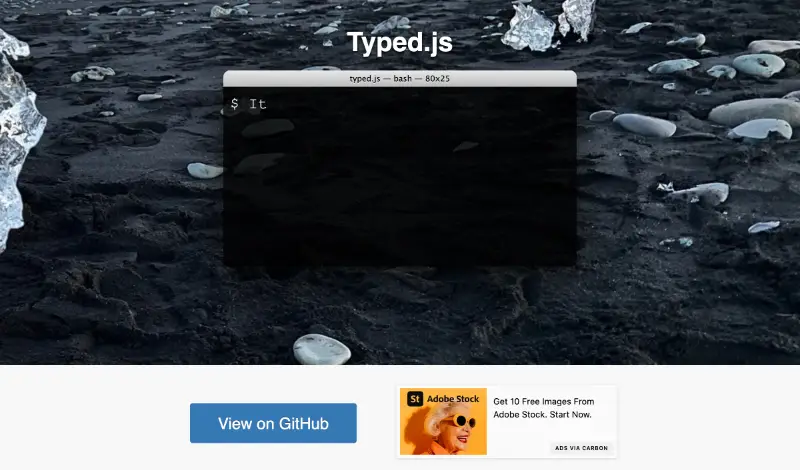 Typed.js
typed.js — bash — 80x25
$ It
View on GitHub
St Adobe Stock
Get 10 Free Images From
Adobe Stock. Start Now.
ADS VIA CARBON